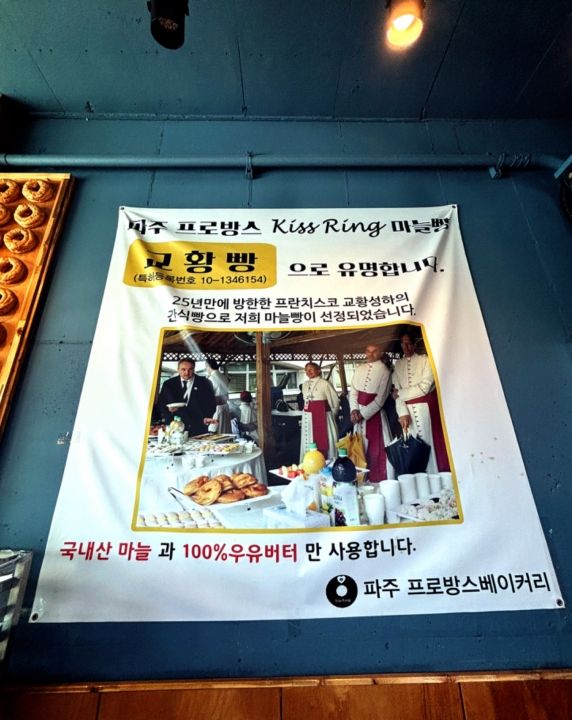 파주 프로방스 Kiss Ring 마늘빵
교황빵
(특허등록번호 10-1346154)
으로 유명합니다.
25년만에 방한한 프란치스코 교황성하의
간식빵으로 저희 마늘빵이 선정되었습니다.
국내산 마늘 과 100%우유버터 만 사용합니다.
파주 프로방스베이커리